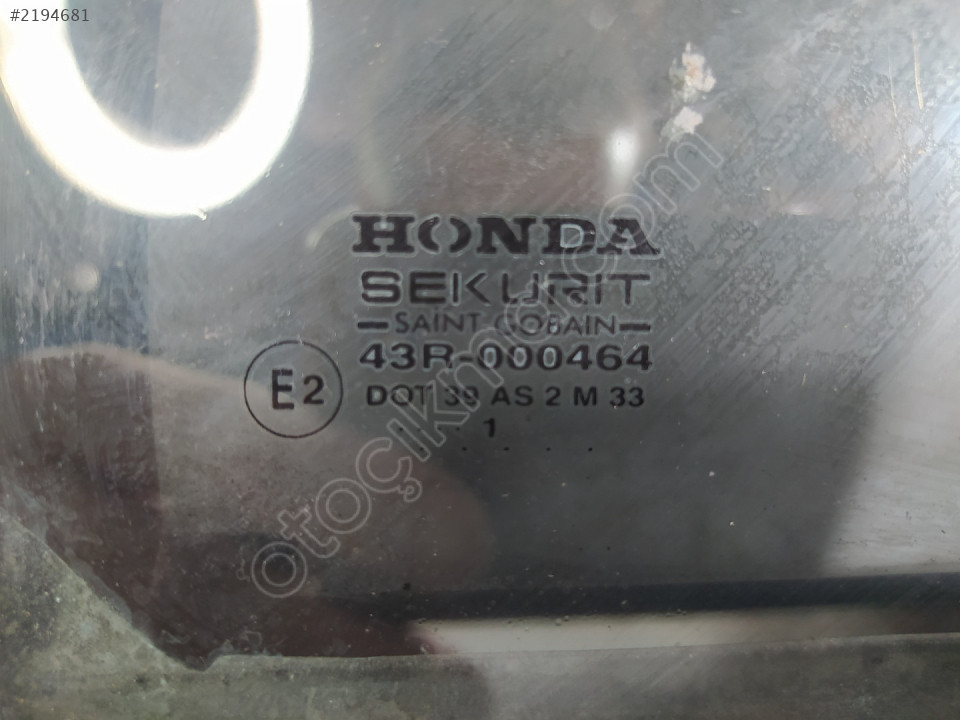 #2194681
HONDA
SEKURIT
SAINT GOBAIN
43R-000464
E2
DOT 39 AS 2 M 33
. . 1
. . . .
otoçıkma.com